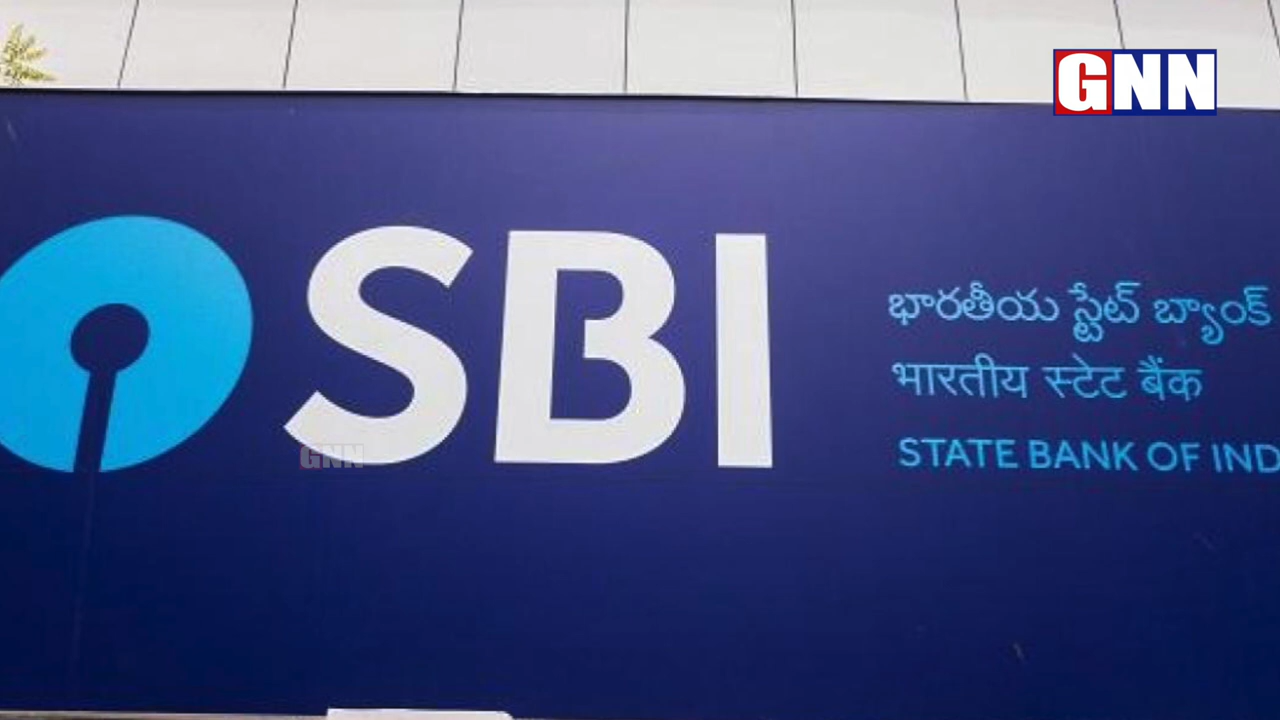 GNN
SBI
భారతీయ స్టేట్ బ్యాంక్
भारतीय स्टेट बैंक
STATE BANK OF IND
GNN